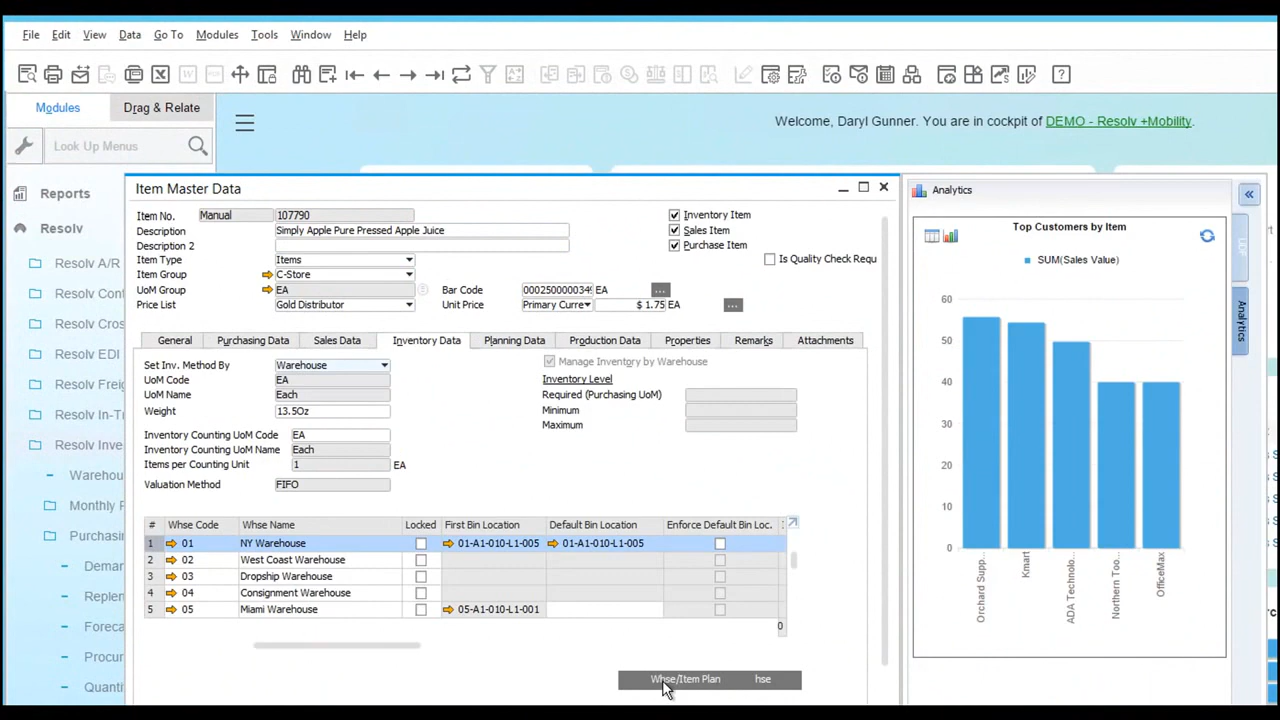 File Edit View Data Go To Modules Tools Window Help
Modules Drag & Relate
Welcome, Daryl Gunner. You are in cockpit of DEMO - Resolv +Mobility.
Look Up Menus
Reports
Resolv
Resolv A/R
Resolv Con
Resolv Cros
Resolv EDI
Resolv Frei
Resolv In-T
Resolv Inve
Warehou
Monthly P
Purchasin
Dema
Replen
Foreca
Procur
Quanti
Item Master Data
Item No. Manual 107790
Description Simply Apple Pure Pressed Apple Juice
Description 2
Item Type Items
Item Group C-Store
UoM Group EA
Price List Gold Distributor
Bar Code 000250000034 EA ...
Unit Price Primary Curre $ 1.75 EA ...
Inventory Item
Sales Item
Purchase Item
Is Quality Check Requ
General Purchasing Data Sales Data Inventory Data Planning Data Production Data Properties Remarks Attachments
Set Inv. Method By Warehouse
UoM Code EA
UoM Name Each
Weight 13.5Oz
Inventory Counting UoM Code EA
Inventory Counting UoM Name Each
Items per Counting Unit 1 EA
Valuation Method FIFO
Manage Inventory by Warehouse
Inventory Level
Required (Purchasing UoM)
Minimum
Maximum
# Whse Code Whse Name Locked First Bin Location Default Bin Location Enforce Default Bin Loc.
1 01 NY Warehouse 01-A1-010-L1-005 01-A1-010-L1-005
2 02 West Coast Warehouse
3 03 Dropship Warehouse
4 04 Consignment Warehouse
5 05 Miami Warehouse 05-A1-010-L1-001
0
Whse/Item Plan hse
Analytics
Top Customers by Item
SUM(Sales Value)
60
50
40
30
20
10
0
Orchard Supp...
Kmart
ADA Technolo...
Northern Too...
OfficeMax
Analytics